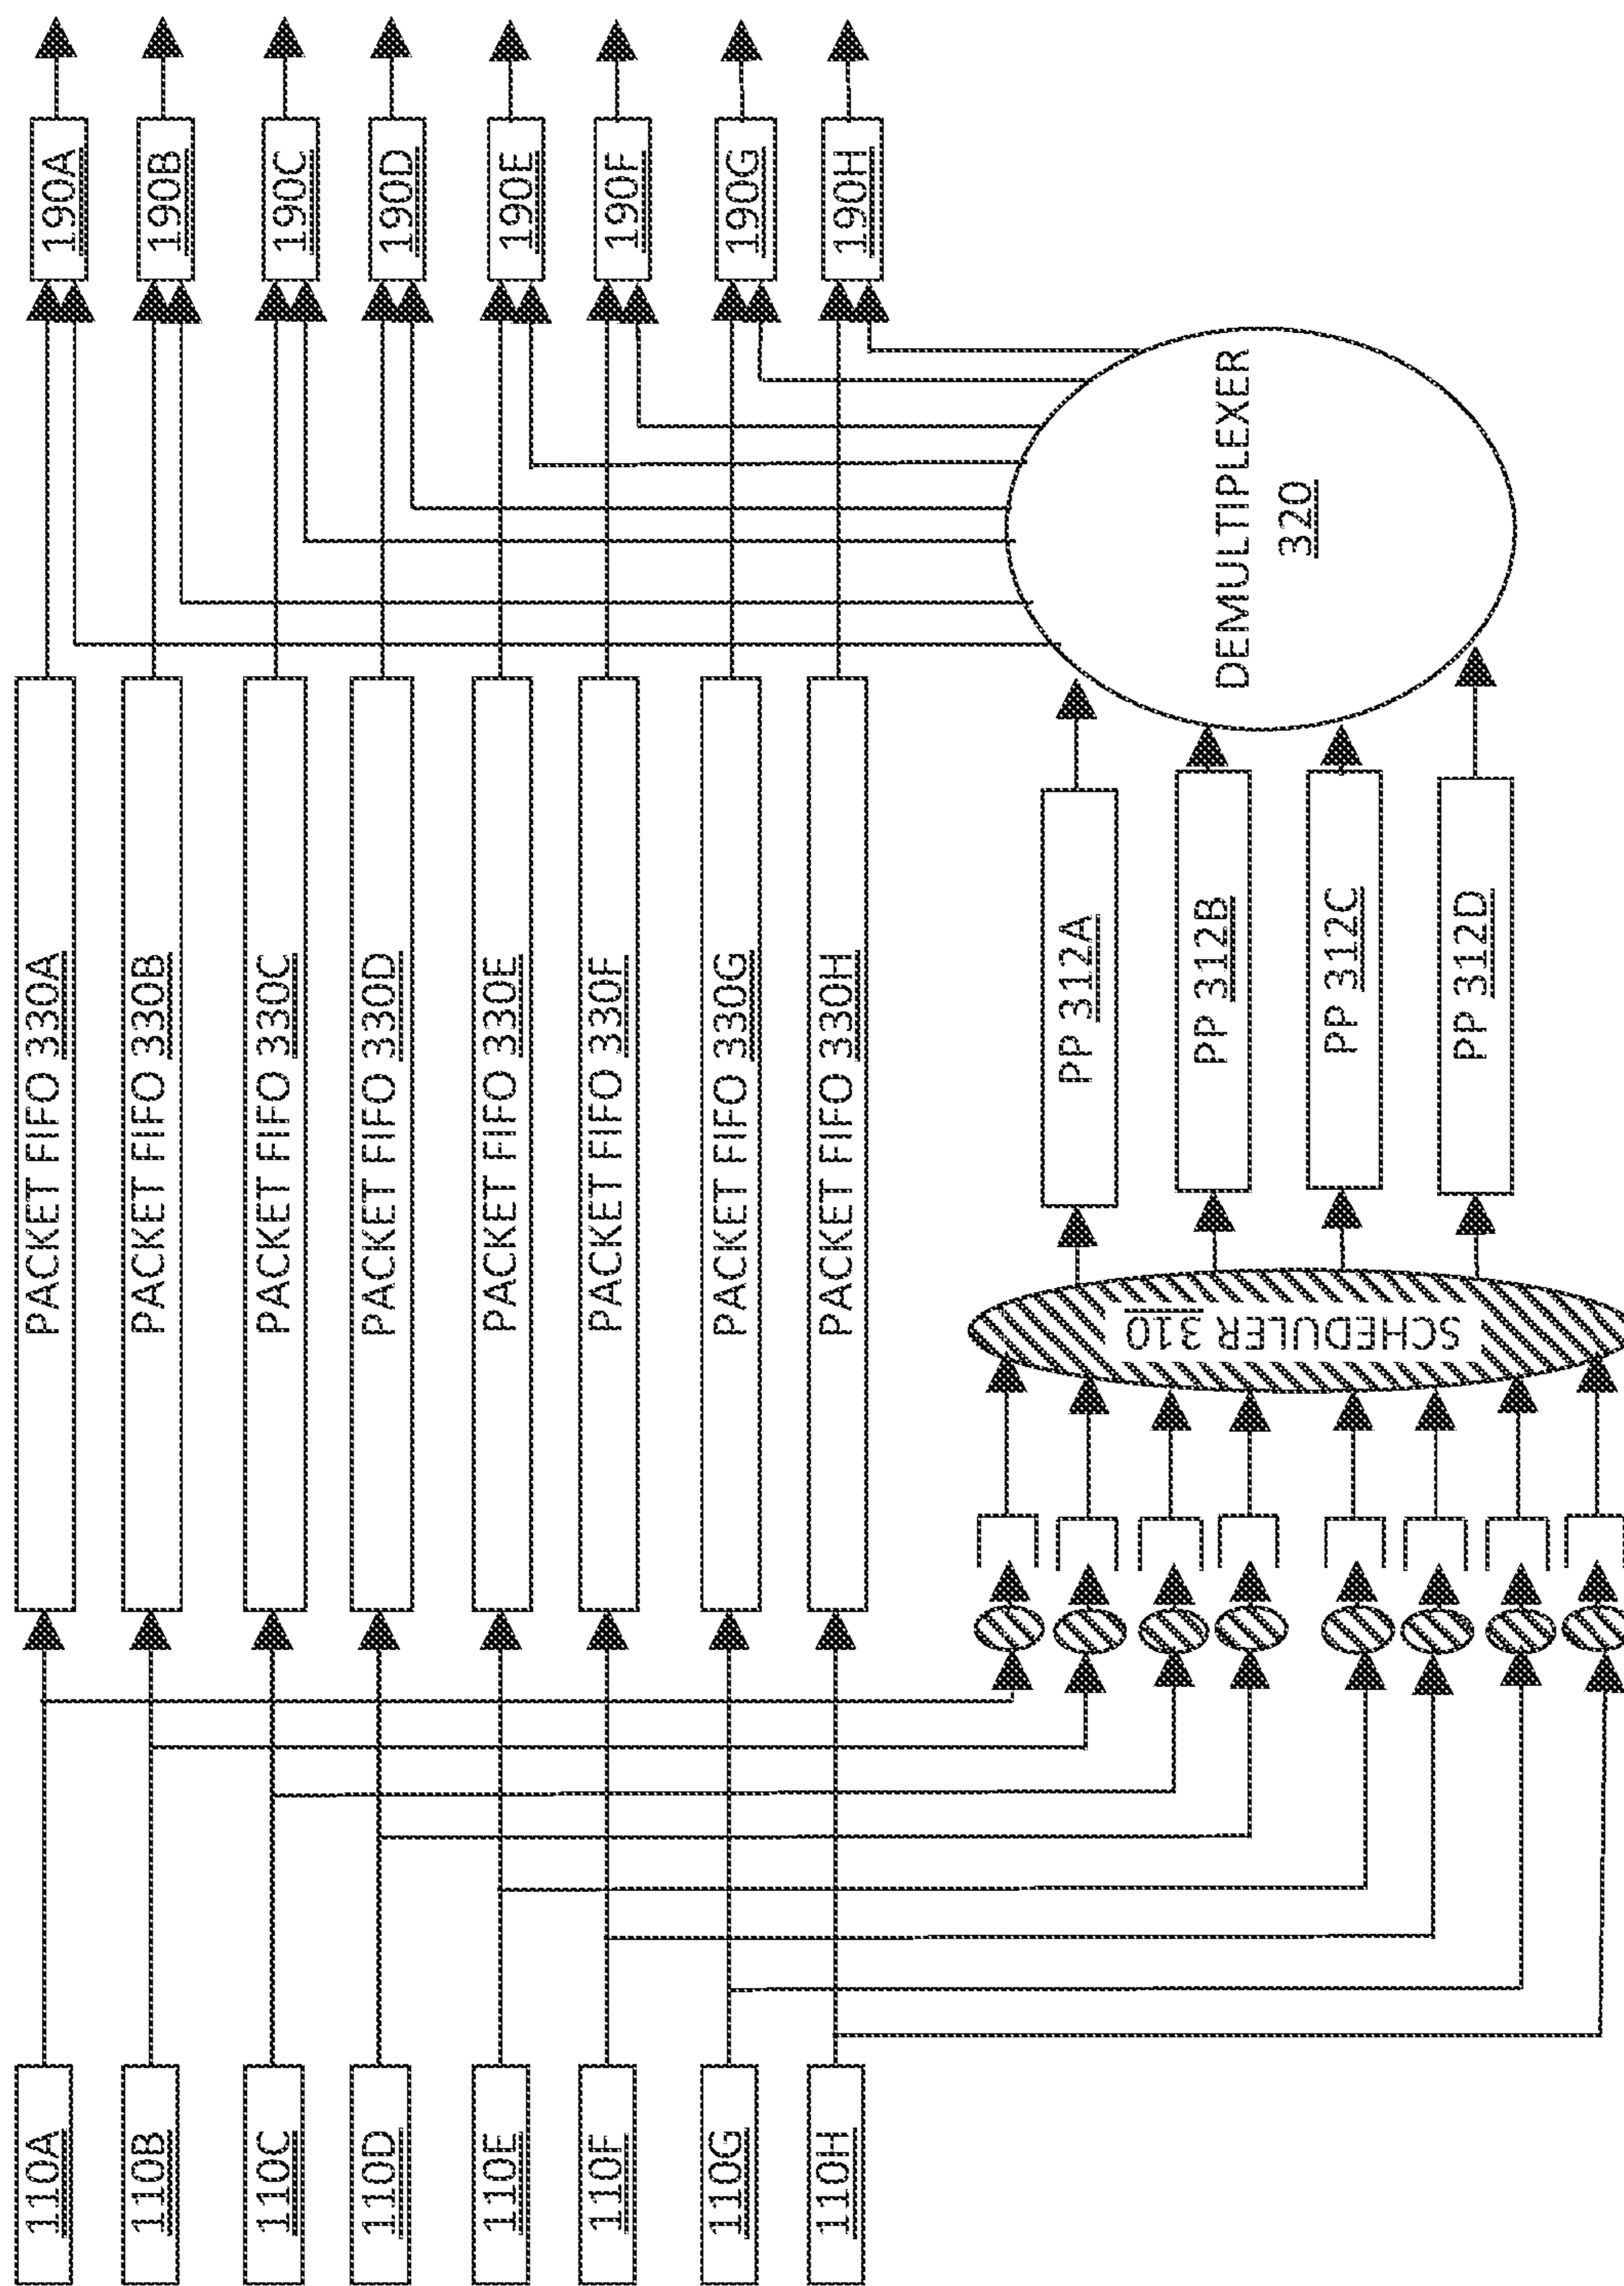 110A
110B
110C
110D
110E
110F
110G
110H
PACKET FIFO 330A
PACKET FIFO 330B
PACKET FIFO 330C
PACKET FIFO 330D
PACKET FIFO 330E
PACKET FIFO 330F
PACKET FIFO 330G
PACKET FIFO 330H
190A
190B
190C
190D
190E
190F
190G
190H
SCHEDULER 310
PP 312A
PP 312B
PP 312C
PP 312D
DEMULTIPLEXER
320